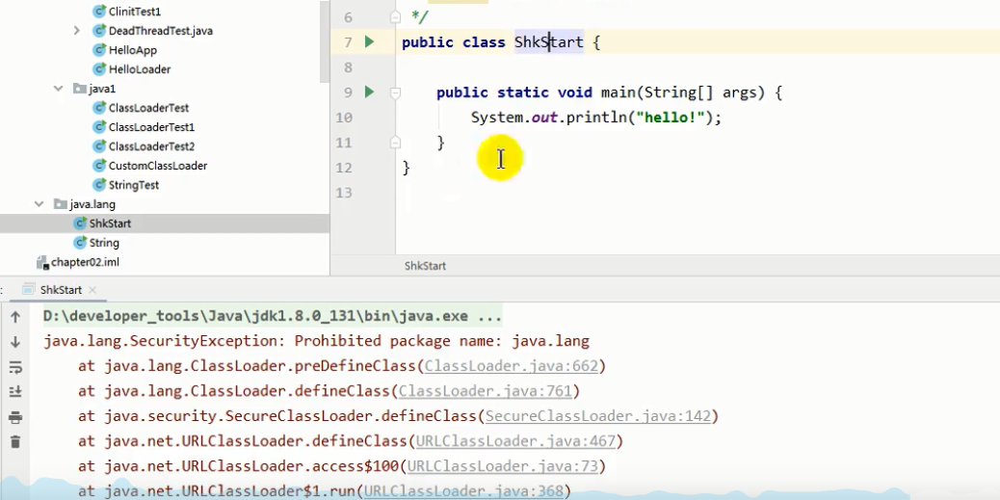 ClinitTest1
DeadThreadTest.java
HelloApp
HelloLoader
java1
ClassLoaderTest
ClassLoaderTest1
ClassLoaderTest2
CustomClassLoader
StringTest
java.lang
ShkStart
String
chapter02.iml
6 */
7 public class ShkStart {
8
9 public static void main(String[] args) {
10 System.out.println("hello!");
11 }
12 }
13
ShkStart
: ShkStart ×
D:\developer_tools\Java\jdk1.8.0_131\bin\java.exe ...
java.lang.SecurityException: Prohibited package name: java.lang
at java.lang.ClassLoader.preDefineClass(ClassLoader.java:662)
at java.lang.ClassLoader.defineClass(ClassLoader.java:761)
at java.security.SecureClassLoader.defineClass(SecureClassLoader.java:142)
at java.net.URLClassLoader.defineClass(URLClassLoader.java:467)
at java.net.URLClassLoader.access$100(URLClassLoader.java:73)
at java.net.URLClassLoader$1.run(URLClassLoader.java:368)